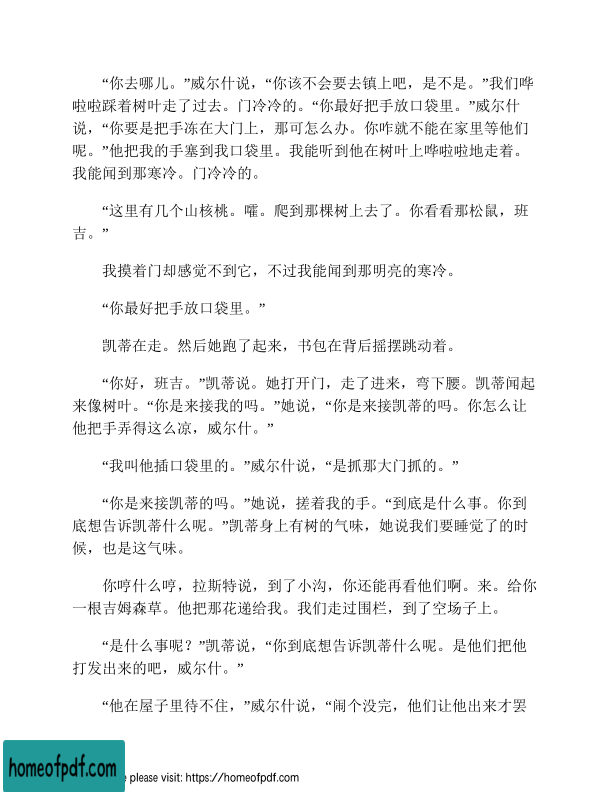 “你去哪儿。”威尔什说，“你该不会要去镇上吧，是不是。”我们哗
啦啦踩着树叶走了过去。门冷冷的。“你最好把手放口袋里。”威尔什
说，“你要是把手冻在大门上，那可怎么办。你咋就不能在家里等他们
呢。”他把我的手塞到我口袋里。我能听到他在树叶上哗啦啦地走着。
我能闻到那寒冷。门冷冷的。
“这里有几个山核桃。嚯。爬到那棵树上去了。你看看那松鼠，班
吉。”
我摸着门却感觉不到它，不过我能闻到那明亮的寒冷。
“你最好把手放口袋里。”
凯蒂在走。然后她跑了起来，书包在背后摇摆跳动着。
“你好，班吉。”凯蒂说。她打开门，走了进来，弯下腰。凯蒂闻起
来像树叶。“你是来接我的吗。”她说，“你是来接凯蒂的吗。你怎么让
他把手弄得这么凉，威尔什。”
“我叫他插口袋里的。”威尔什说，“是抓那大门抓的。”
“你是来接凯蒂的吗。”她说，搓着我的手。“到底是什么事。你到
底想告诉凯蒂什么呢。”凯蒂身上有树的气味，她说我们要睡觉了的时
候，也是这气味。
你哼什么哼，拉斯特说，到了小沟，你还能再看他们啊。来。给你
一根吉姆森草。他把那花递给我。我们走过围栏，到了空场子上。
“是什么事呢？”凯蒂说，“你到底想告诉凯蒂什么呢。是他们把他
打发出来的吧，威尔什。”
“他在屋子里待不住，”威尔什说，“闹个没完，他们让他出来才罢
homeofpdf.com
e please visit: https://homeofpdf.com